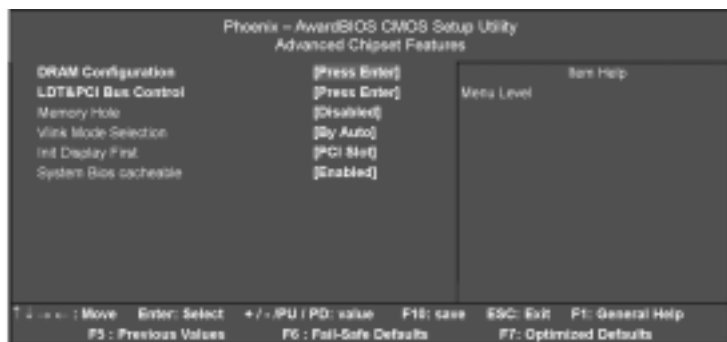 Phoenix – AwardBIOS CMOS Setup Utility
Advanced Chipset Features
DRAM Configuration [Press Enter] Item Help
LDT&PCI Bus Control [Press Enter] Menu Level
Memory Hole [Disabled]
Vlink Mode Selection [By Auto]
Init Display First [PCI Slot]
System Bios cacheable [Enabled]
↑↓→← : Move Enter: Select +/-/PU / PD: value F10: save ESC: Exit F1: General Help
F5 : Previous Values F6 : Fail-Safe Defaults F7: Optimized Defaults